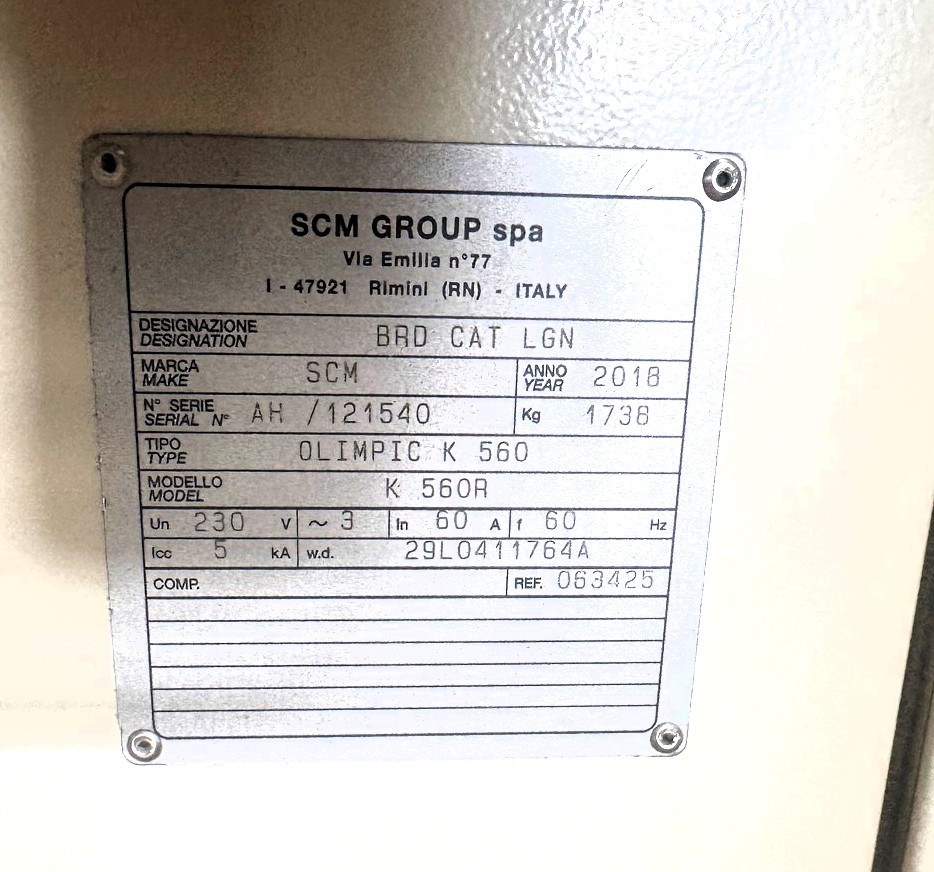 SCM GROUP spa
Via Emilia n°77
I - 47921 Rimini (RN) - ITALY
DESIGNAZIONE
DESIGNATION BRD CAT LGN
MARCA
MAKE SCM ANNO
YEAR 2018
N° SERIE
SERIAL N° AH /121540 Kg 1738
TIPO
TYPE OLIMPIC K 560
MODELLO
MODEL K 560R
Un 230 V ~ 3 In 60 A f 60 Hz
Icc 5 kA w.d. 29L0411764A
COMP. REF. 063425